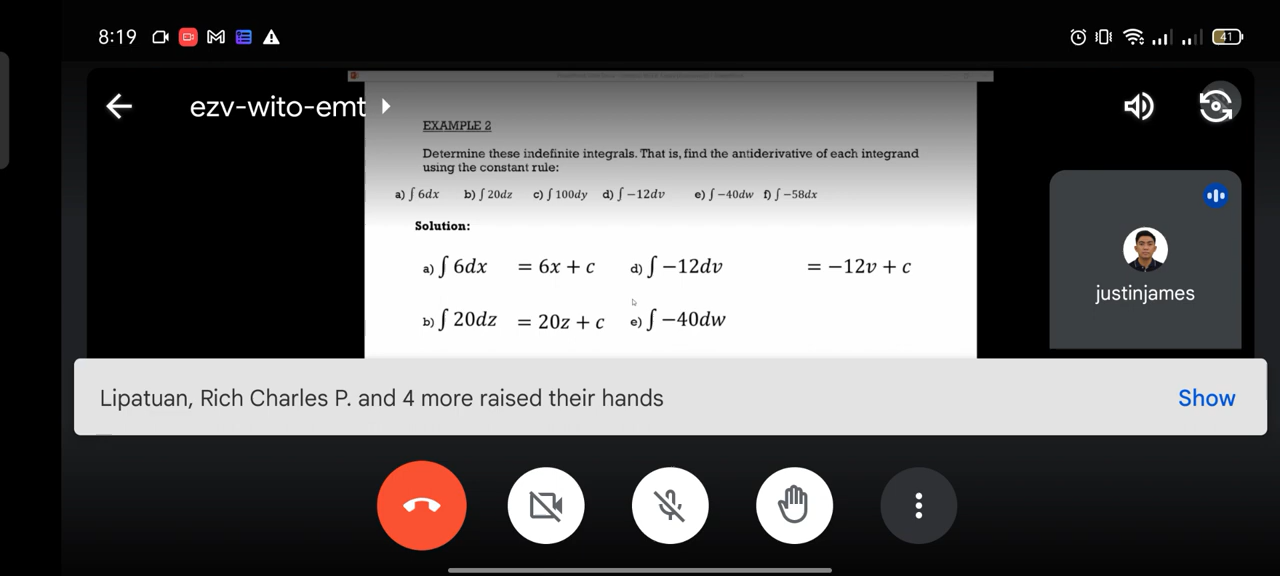 8:19
41
ezv-wito-emt
EXAMPLE 2
Determine these indefinite integrals. That is, find the antiderivative of each integrand
using the constant rule:
a) ∫ 6dx b) ∫ 20dz c) ∫ 100dy d) ∫ −12dv e) ∫ −40dw f) ∫ −58dx
Solution:
a) ∫ 6dx = 6x + c d) ∫ −12dv = −12v + c
b) ∫ 20dz = 20z + c e) ∫ −40dw
justinjames
Lipatuan, Rich Charles P. and 4 more raised their hands
Show